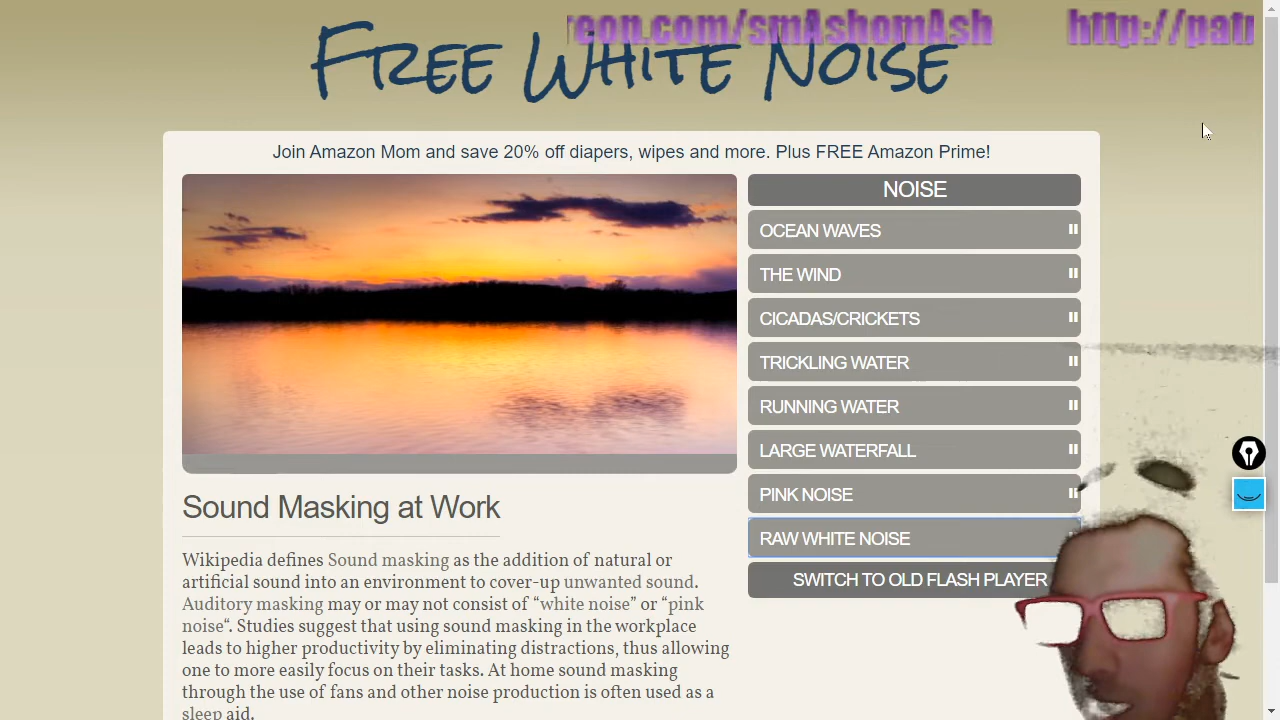 con.com/smAshomAsh http://pat
FREE WHITE NOISE
Join Amazon Mom and save 20% off diapers, wipes and more. Plus FREE Amazon Prime!
NOISE
OCEAN WAVES
THE WIND
CICADAS/CRICKETS
TRICKLING WATER
RUNNING WATER
LARGE WATERFALL
PINK NOISE
RAW WHITE NOISE
SWITCH TO OLD FLASH PLAYER
Sound Masking at Work
Wikipedia defines Sound masking as the addition of natural or
artificial sound into an environment to cover-up unwanted sound.
Auditory masking may or may not consist of “white noise” or “pink
noise“. Studies suggest that using sound masking in the workplace
leads to higher productivity by eliminating distractions, thus allowing
one to more easily focus on their tasks. At home sound masking
through the use of fans and other noise production is often used as a
sleep aid.